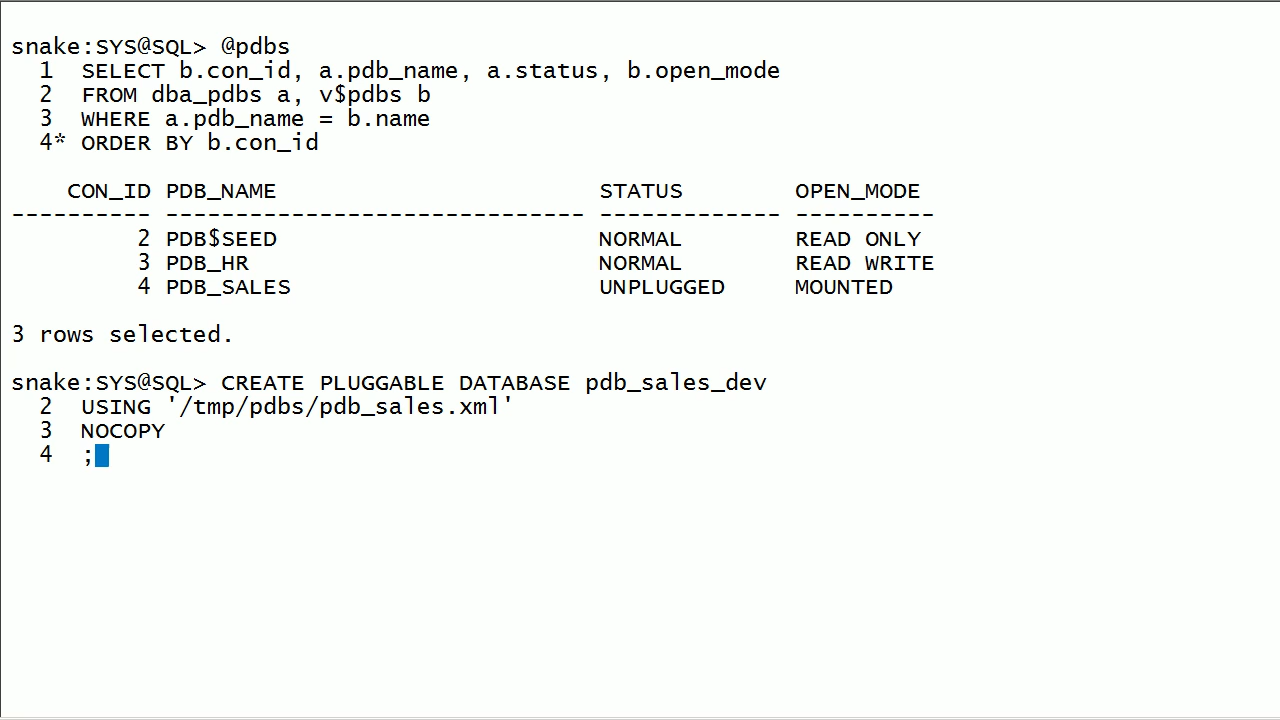 snake:SYS@SQL> @pdbs
  1  SELECT b.con_id, a.pdb_name, a.status, b.open_mode
  2  FROM dba_pdbs a, v$pdbs b
  3  WHERE a.pdb_name = b.name
  4* ORDER BY b.con_id
    CON_ID PDB_NAME                       STATUS        OPEN_MODE
---------- ------------------------------ ------------- ----------
         2 PDB$SEED                       NORMAL        READ ONLY
         3 PDB_HR                         NORMAL        READ WRITE
         4 PDB_SALES                      UNPLUGGED     MOUNTED
3 rows selected.
snake:SYS@SQL> CREATE PLUGGABLE DATABASE pdb_sales_dev
  2  USING '/tmp/pdbs/pdb_sales.xml'
  3  NOCOPY
  4  ;